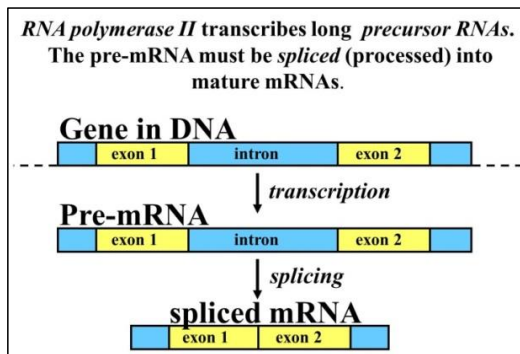 RNA polymerase II transcribes long precursor RNAs.
The pre-mRNA must be spliced (processed) into
mature mRNAs.
Gene in DNA
exon 1 intron exon 2
transcription
Pre-mRNA
exon 1 intron exon 2
splicing
spliced mRNA
exon 1 exon 2